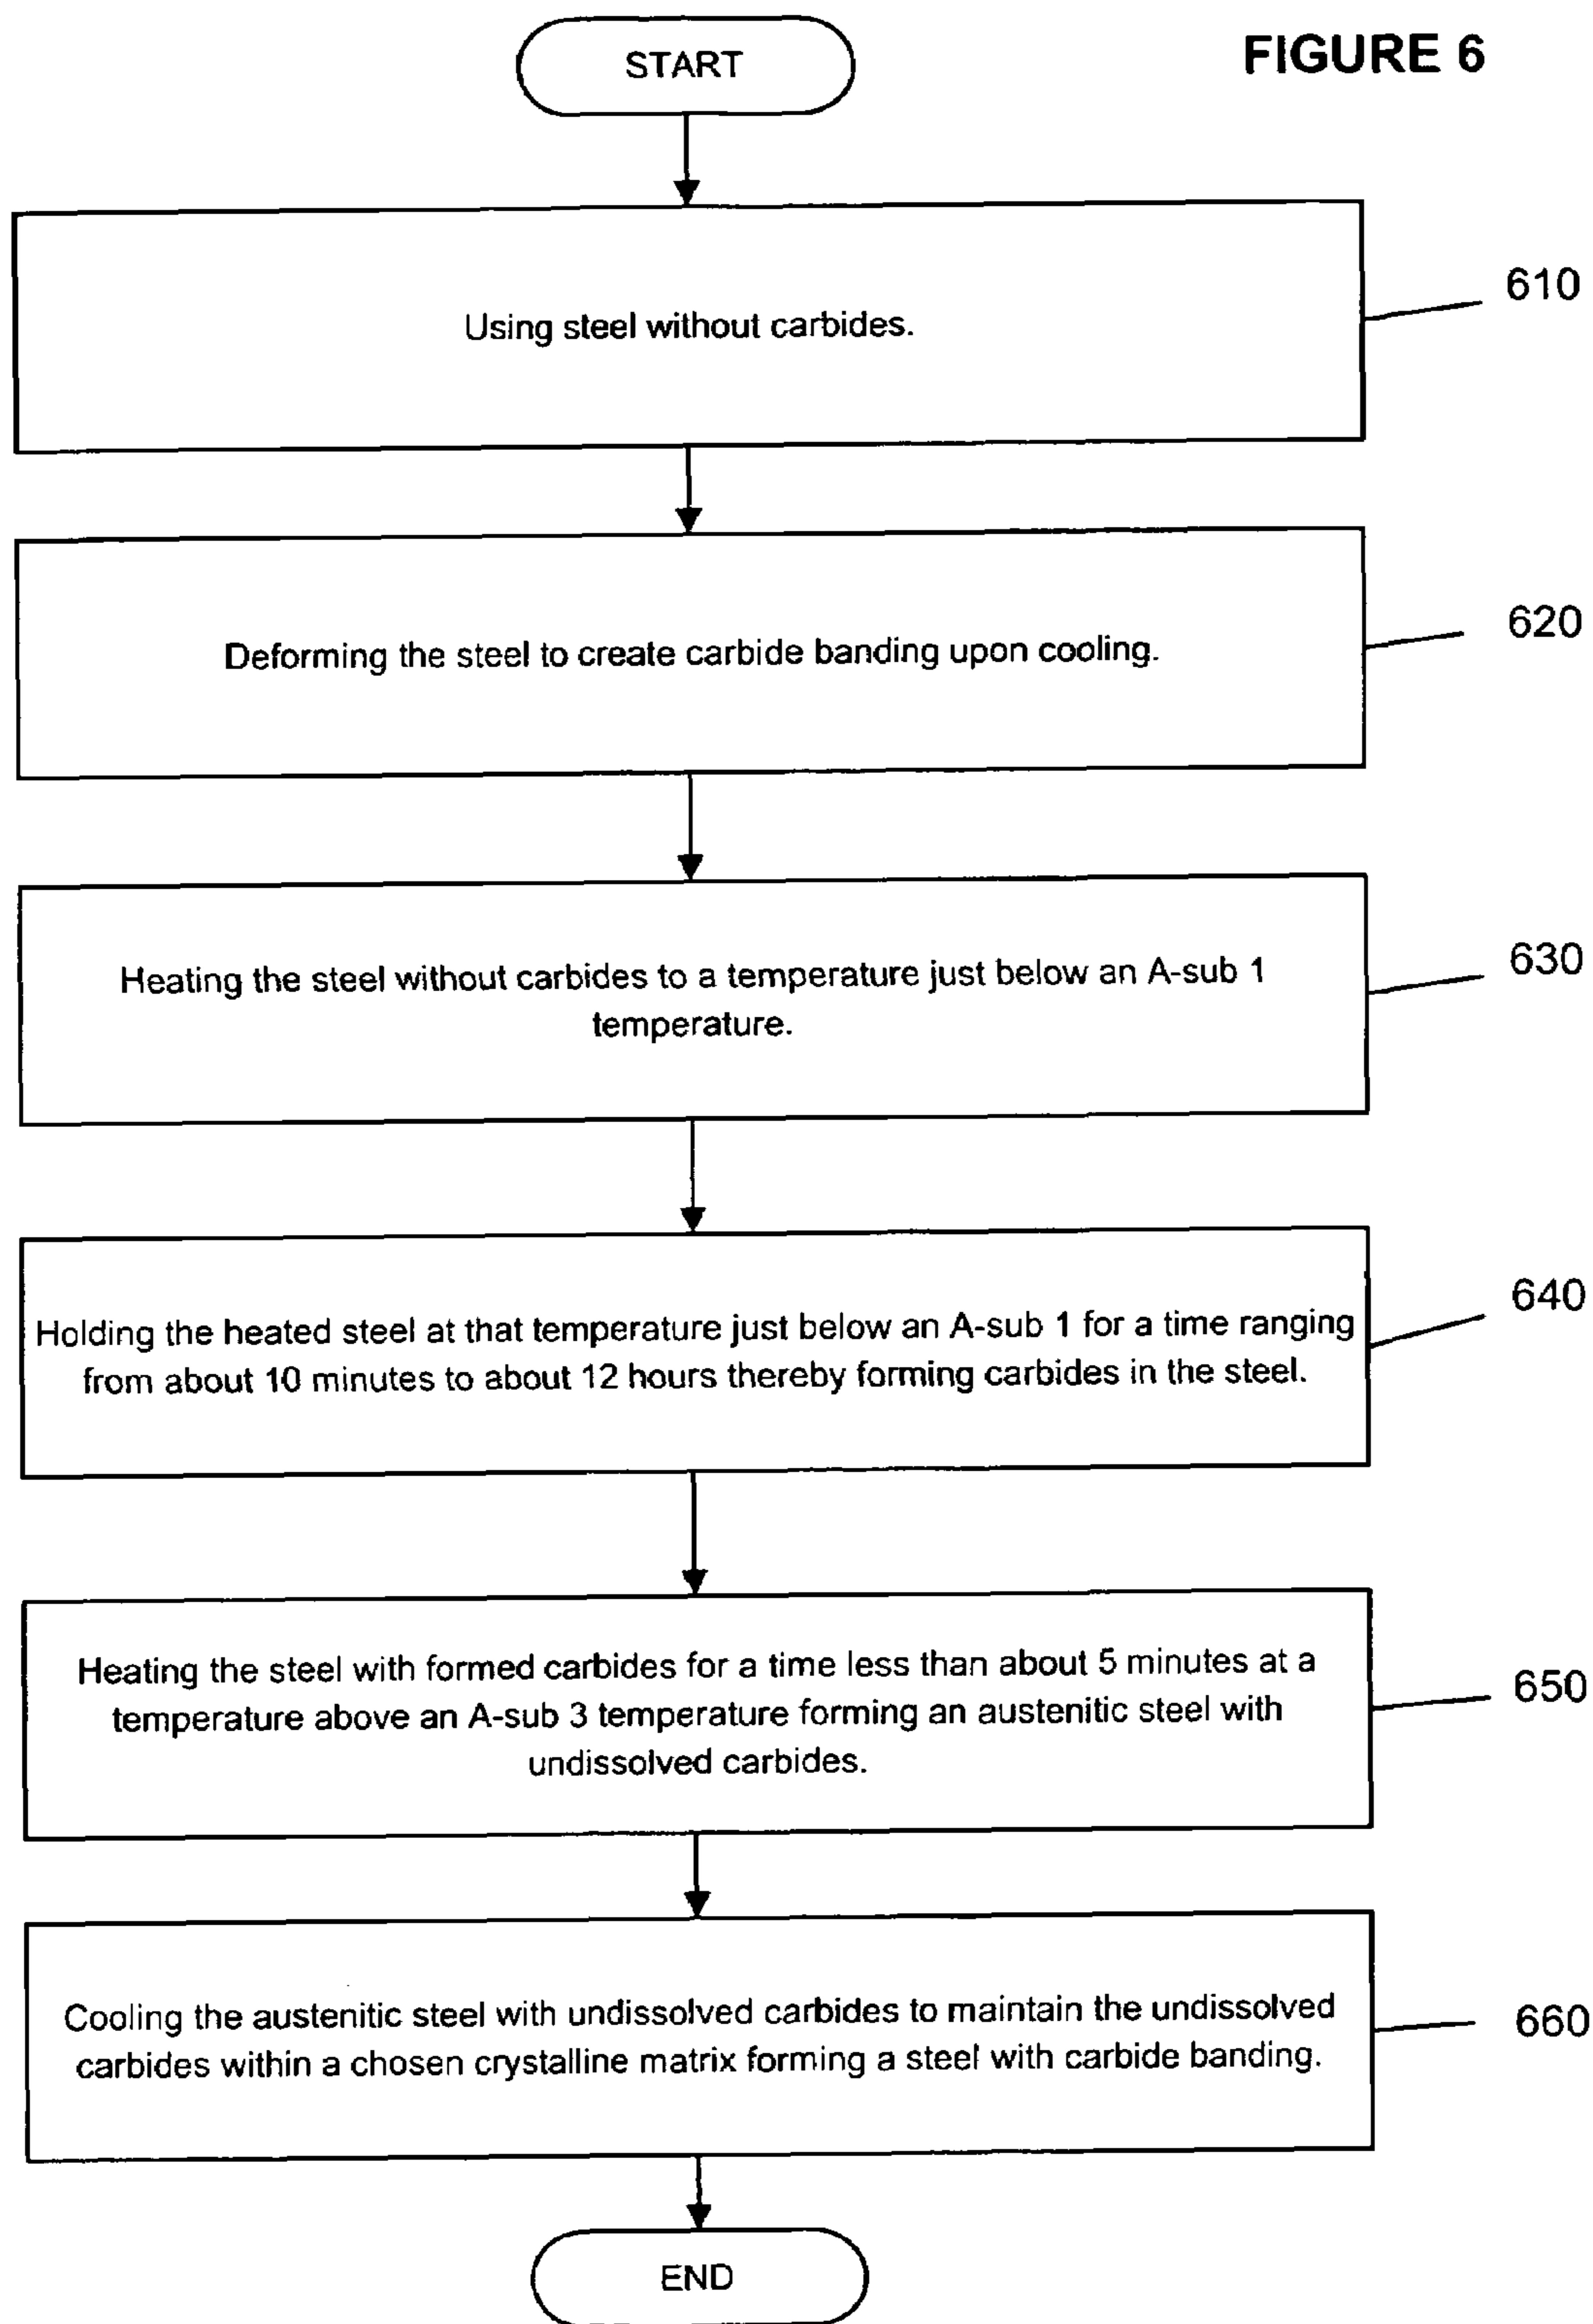 FIGURE 6
START
Using steel without carbides.
610
Deforming the steel to create carbide banding upon cooling.
620
Heating the steel without carbides to a temperature just below an A-sub 1
temperature.
630
Holding the heated steel at that temperature just below an A-sub 1 for a time ranging
from about 10 minutes to about 12 hours thereby forming carbides in the steel.
640
Heating the steel with formed carbides for a time less than about 5 minutes at a
temperature above an A-sub 3 temperature forming an austenitic steel with
undissolved carbides.
650
Cooling the austenitic steel with undissolved carbides to maintain the undissolved
carbides within a chosen crystalline matrix forming a steel with carbide banding.
660
END